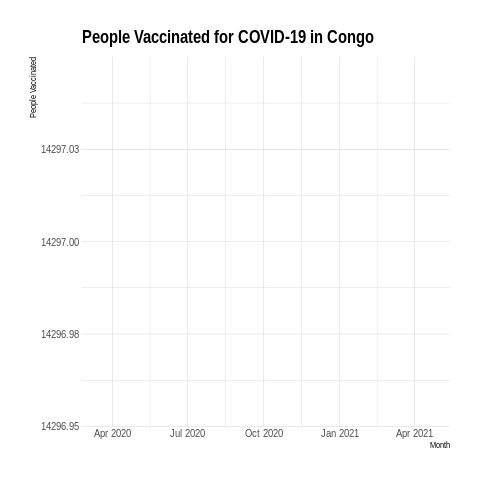 People Vaccinated for COVID-19 in Congo
People Vaccinated
14297.03
14297.00
14296.98
14296.95
Apr 2020 Jul 2020 Oct 2020 Jan 2021 Apr 2021
Month